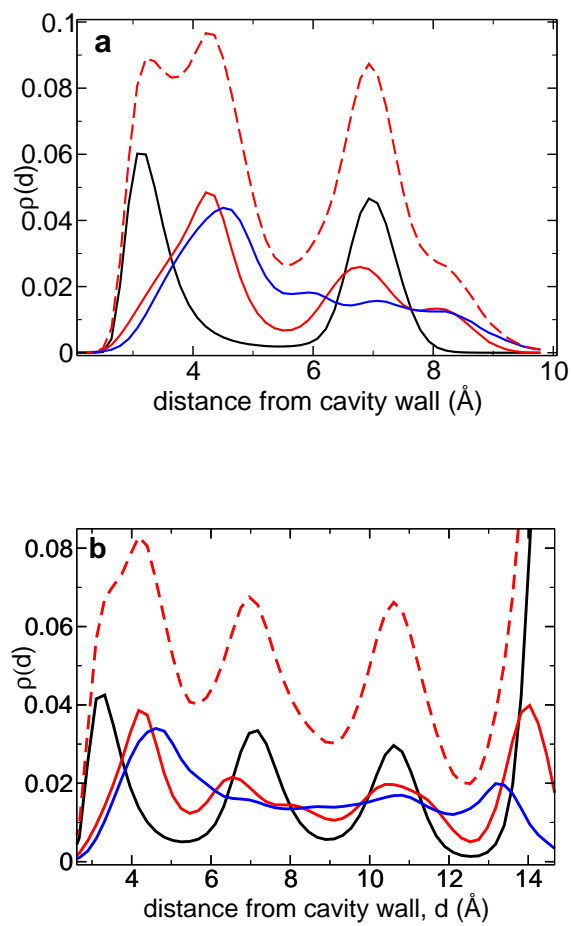 0.1
a
0.08
0.06
0.04
0.02
0
ρ(d)
4 6 8 10
distance from cavity wall (Å)
b
0.08
0.06
0.04
0.02
0
ρ(d)
4 6 8 10 12 14
distance from cavity wall, d (Å)